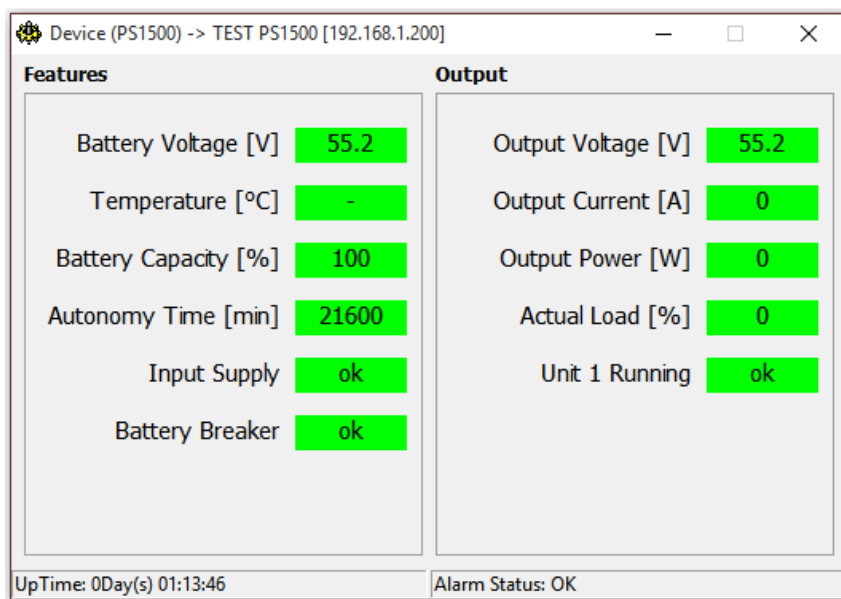 Device (PS1500) -> TEST PS1500 [192.168.1.200]
Features
Battery Voltage [V] 55.2
Temperature [°C] -
Battery Capacity [%] 100
Autonomy Time [min] 21600
Input Supply ok
Battery Breaker ok
Output
Output Voltage [V] 55.2
Output Current [A] 0
Output Power [W] 0
Actual Load [%] 0
Unit 1 Running ok
UpTime: 0Day(s) 01:13:46
Alarm Status: OK